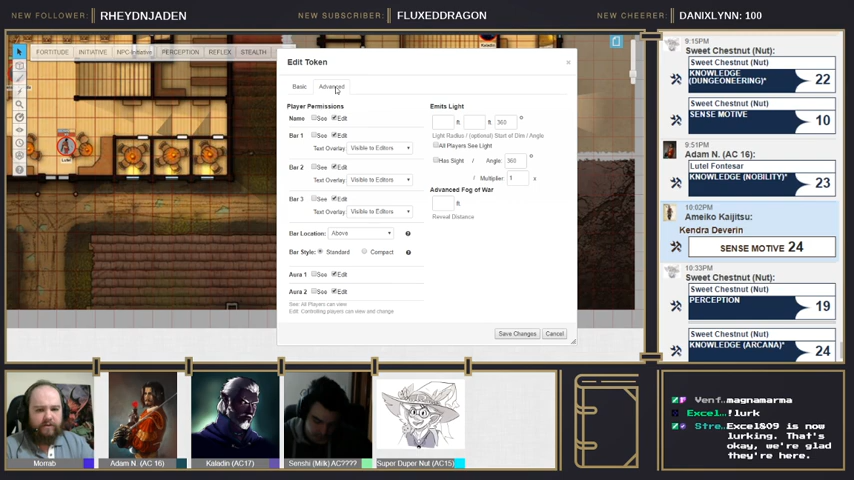 NEW FOLLOWER: RHEYDNJADEN
NEW SUBSCRIBER: FLUXEDDRAGON
NEW CHEERER: DANIXLYNN: 100
FORTITUDE INITIATIVE NPC-Initiative PERCEPTION REFLEX STEALTH
Edit Token ×
Basic Advanced
Player Permissions
Name See Edit
Bar 1 See Edit
Text Overlay Visible to Editors
Bar 2 See Edit
Text Overlay Visible to Editors
Bar 3 See Edit
Text Overlay Visible to Editors
Bar Location: Above
Bar Style: Standard Compact
Aura 1 See Edit
Aura 2 See Edit
See: All Players can view
Edit: Controlling players can view and change
Emits Light
ft ft 360 °
Light Radius / (optional) Start of Dim / Angle
All Players See Light
Has Sight / Angle: 360 °
/ Multiplier: 1 x
Advanced Fog of War
ft
Reveal Distance
Save Changes Cancel
9:15PM
Sweet Chestnut (Nut):
Sweet Chestnut (Nut)
KNOWLEDGE (DUNGEONEERING)* 22
Sweet Chestnut (Nut)
SENSE MOTIVE 10
9:51PM
Adam N. (AC 16):
Lutel Fontesar
KNOWLEDGE (NOBILITY)* 23
10:02PM
Ameiko Kaijitsu:
Kendra Deverin
SENSE MOTIVE 24
10:33PM
Sweet Chestnut (Nut):
Sweet Chestnut (Nut)
PERCEPTION 19
Sweet Chestnut (Nut)
KNOWLEDGE (ARCANA)* 24
Morrab
Adam N. (AC 16)
Kaladin (AC17)
Senshi (Milk) AC????
Super Duper Nut (AC15)
Venf..magnamarma
Excel..!lurk
Stre..Excel809 is now
lurking. That's
okay, we're glad
they're here.